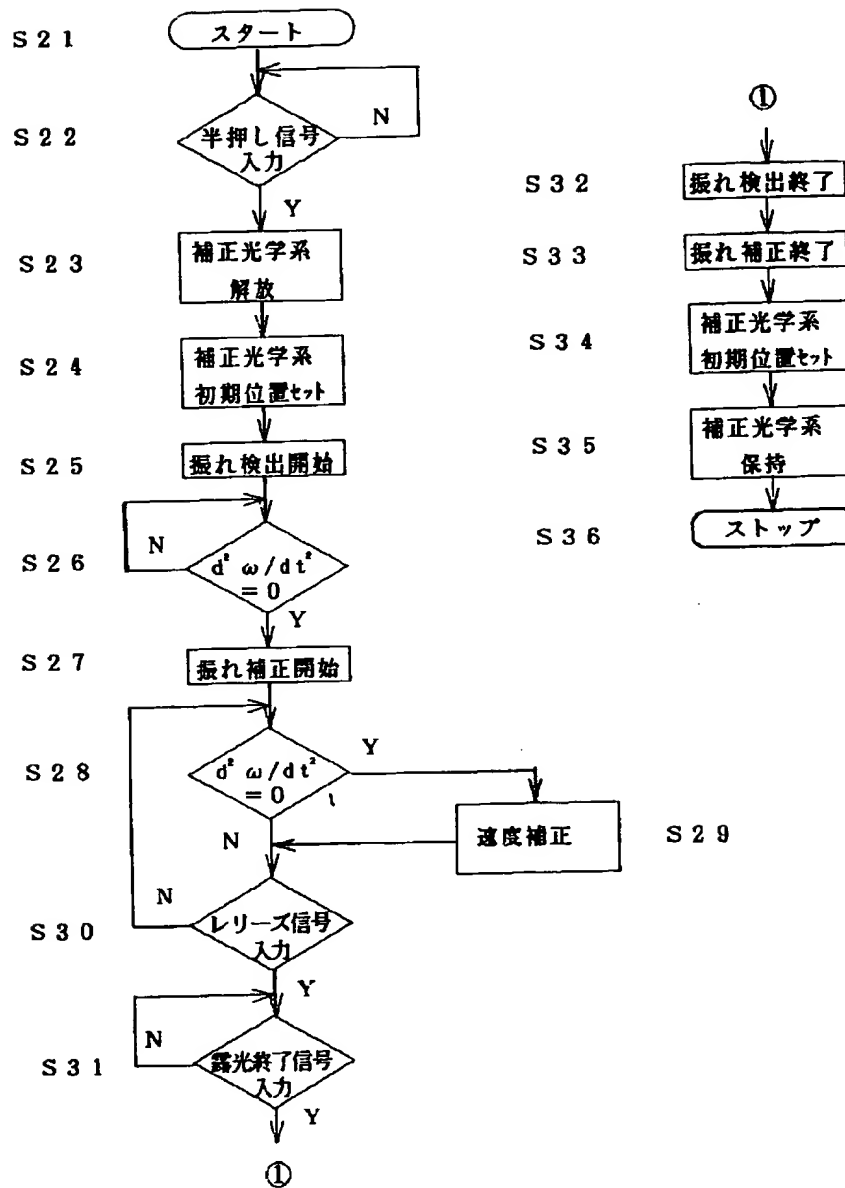 S21
スタート
N
S22
半押し信号
入力
Y
S23
補正光学系
解放
S24
補正光学系
初期位置セット
S25
振れ検出開始
N
S26
d² ω/dt²
= 0
Y
S27
振れ補正開始
S28
d² ω/dt²
= 0
Y
N
速度補正
S29
N
S30
レリーズ信号
入力
Y
N
S31
露光終了信号
入力
Y
①
①
S32
振れ検出終了
S33
振れ補正終了
S34
補正光学系
初期位置セット
S35
補正光学系
保持
S36
ストップ